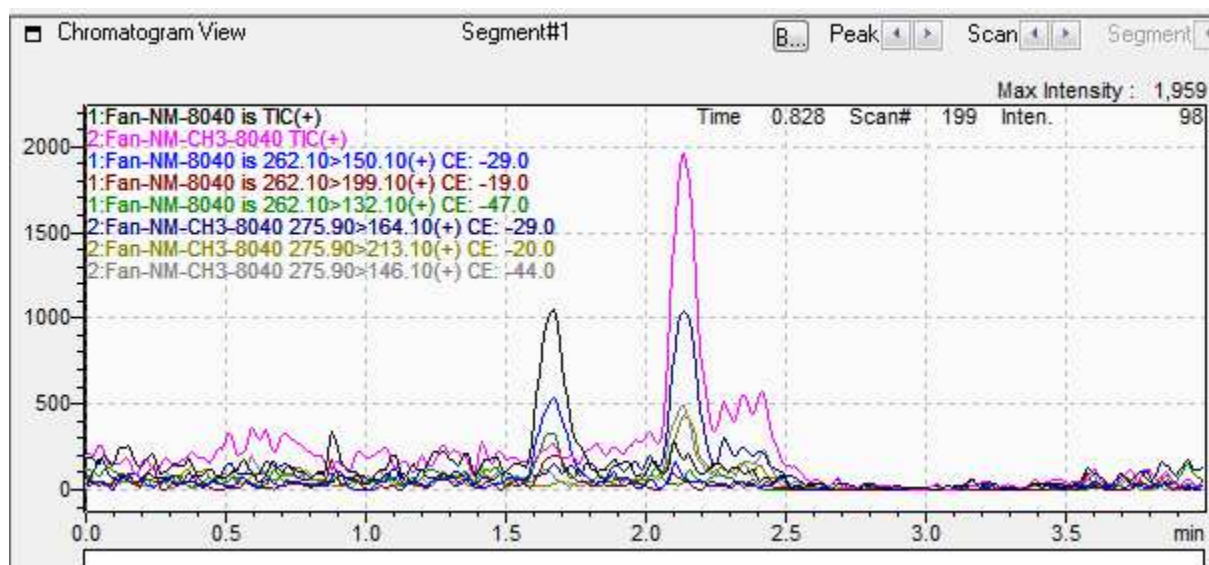 Chromatogram View Segment#1 B... Peak Scan Segment
Max Intensity : 1,959
Time 0.828 Scan# 199 Inten. 98
1:Fan-NM-8040 is TIC(+)
2:Fan-NM-CH3-8040 TIC(+)
1:Fan-NM-8040 is 262.10>150.10(+) CE: -29.0
1:Fan-NM-8040 is 262.10>199.10(+) CE: -19.0
1:Fan-NM-8040 is 262.10>132.10(+) CE: -47.0
2:Fan-NM-CH3-8040 275.90>164.10(+) CE: -29.0
2:Fan-NM-CH3-8040 275.90>213.10(+) CE: -20.0
2:Fan-NM-CH3-8040 275.90>146.10(+) CE: -44.0
2000
1500
1000
500
0
0.0 0.5 1.0 1.5 2.0 2.5 3.0 3.5 min